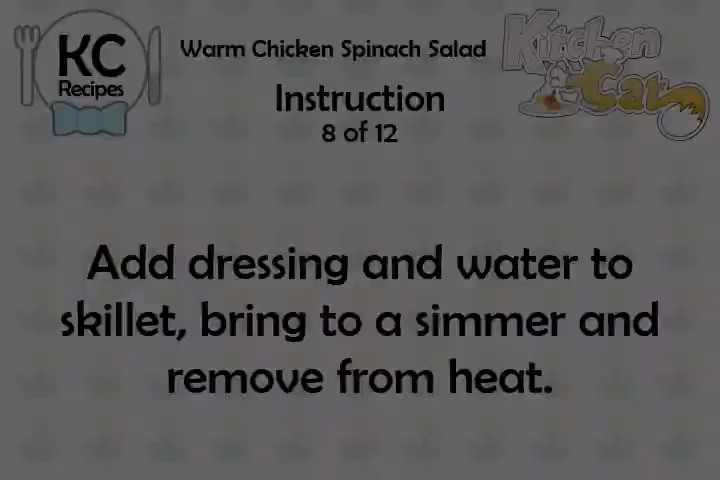 KC
Recipes
Warm Chicken Spinach Salad
Instruction
8 of 12
Kitchen
Cat
Add dressing and water to
skillet, bring to a simmer and
remove from heat.